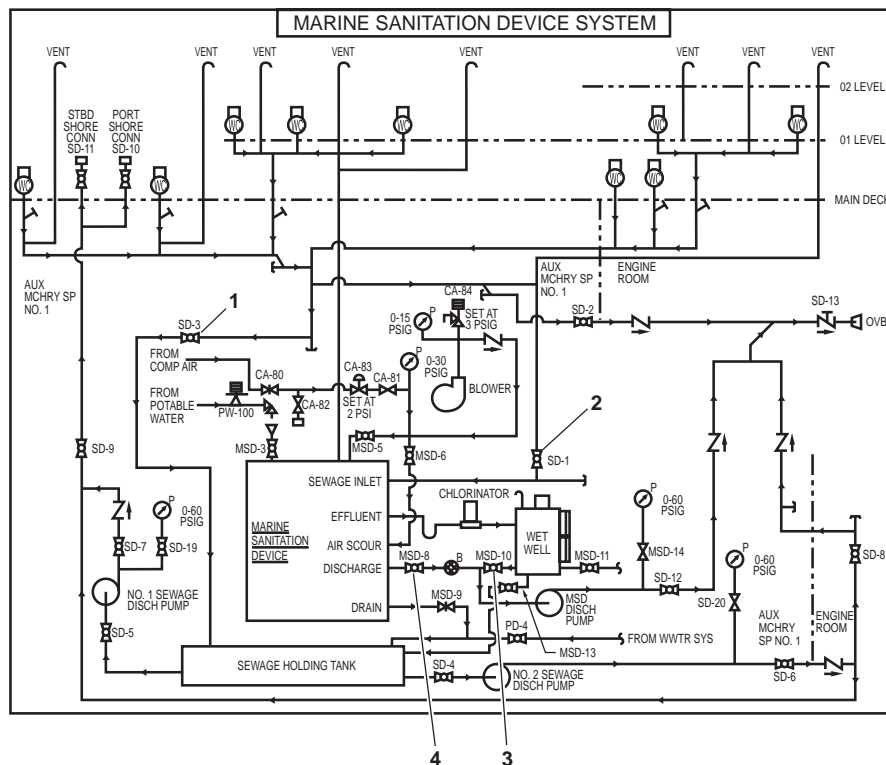 MARINE SANITATION DEVICE SYSTEM
VENT
VENT
VENT
VENT
VENT
VENT
VENT
VENT
02 LEVEL
STBD
SHORE
CONN
SD-11
PORT
SHORE
CONN
SD-10
WC
WC
WC
WC
WC
01 LEVEL
WC
WC
WC
WC
MAIN DECK
AUX
MCHRY SP
NO. 1
AUX
MCHRY SP
NO. 1
ENGINE
ROOM
1
SD-3
0-15
PSIG
P
CA-84
SET AT
3 PSIG
SD-2
SD-13
OVB
FROM
COMP AIR
CA-80
CA-83
CA-81
SET AT
2 PSI
P
0-30
PSIG
BLOWER
FROM
POTABLE
WATER
PW-100
CA-82
2
SD-9
MSD-3
MSD-5
MSD-6
SD-1
SEWAGE INLET
CHLORINATOR
P
0-60
PSIG
EFFLUENT
MARINE
SANITATION
DEVICE
AIR SCOUR
WET
WELL
P
0-60
PSIG
SD-7
SD-19
MSD-8
B
MSD-10
MSD-11
MSD-14
P
0-60
PSIG
SD-8
DISCHARGE
NO. 1 SEWAGE
DISCH PUMP
MSD-9
MSD
DISCH
PUMP
SD-12
SD-20
AUX
MCHRY
SP NO. 1
ENGINE
ROOM
DRAIN
SD-5
PD-4
FROM WWTR SYS
MSD-13
SEWAGE HOLDING TANK
SD-4
NO. 2 SEWAGE
DISCH PUMP
SD-6
4
3